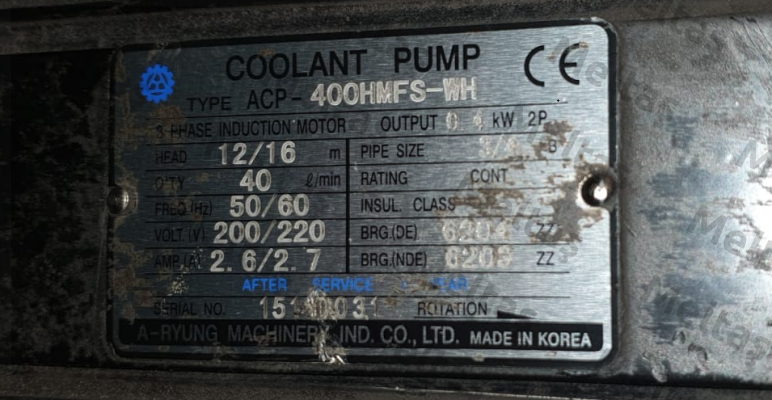 COOLANT PUMP CE
TYPE ACP-400HMFS-WH
3 PHASE INDUCTION MOTOR OUTPUT kW 2P
HEAD 12/16 m PIPE SIZE B
Q'TY 40 ℓ/min RATING CONT
FREQ.(Hz) 50/60 INSUL. CLASS
VOLT.(V) 200/220 BRG.(DE) 6204 ZZ
AMP.(A) 2.6/2.7 BRG.(NDE) ZZ
AFTER SERVICE YEAR
SERIAL NO. ROTATION
A-RYUNG MACHINERY IND. CO., LTD. MADE IN KOREA